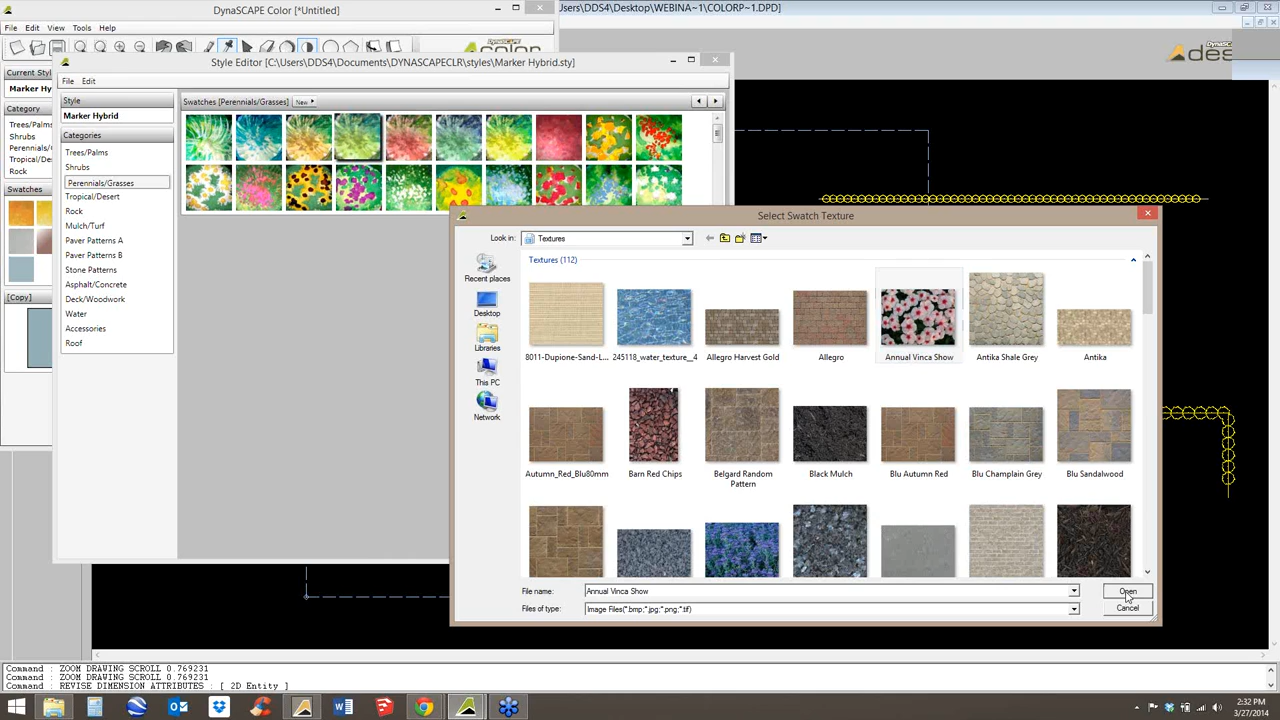 DynaSCAPE Color [*Untitled]
Users\DDS4\Desktop\WEBINA~1\COLORP~1.DPD]
File Edit View Tools Help
DynaSCAPE
color
DynaSCAPE
des
Style Editor [C:\Users\DDS4\Documents\DYNASCAPECLR\styles\Marker Hybrid.sty]
File Edit
Current Styl
Marker Hyb
Category
Trees/Palms
Shrubs
Perennials/G
Tropical/Des
Rock
Swatches
[Copy]
Style
Marker Hybrid
Categories
Trees/Palms
Shrubs
Perennials/Grasses
Tropical/Desert
Rock
Mulch/Turf
Paver Patterns A
Paver Patterns B
Stone Patterns
Asphalt/Concrete
Deck/Woodwork
Water
Accessories
Roof
Swatches [Perennials/Grasses] New
Select Swatch Texture
Look in: Textures
Recent places
Desktop
Libraries
This PC
Network
Textures (112)
8011-Dupione-Sand-L... 245118_water_texture__4 Allegro Harvest Gold Allegro Annual Vinca Show Antika Shale Grey Antika
Autumn_Red_Blu80mm Barn Red Chips Belgard Random Pattern Black Mulch Blu Autumn Red Blu Champlain Grey Blu Sandalwood
File name: Annual Vinca Show Open
Files of type: Image Files(*.bmp;*.jpg;*.png;*.tif) Cancel
Command : ZOOM DRAWING SCROLL 0.769231
Command : ZOOM DRAWING SCROLL 0.769231
Command : REVISE DIMENSION ATTRIBUTES : [ 2D Entity ]
2:32 PM
3/27/2014